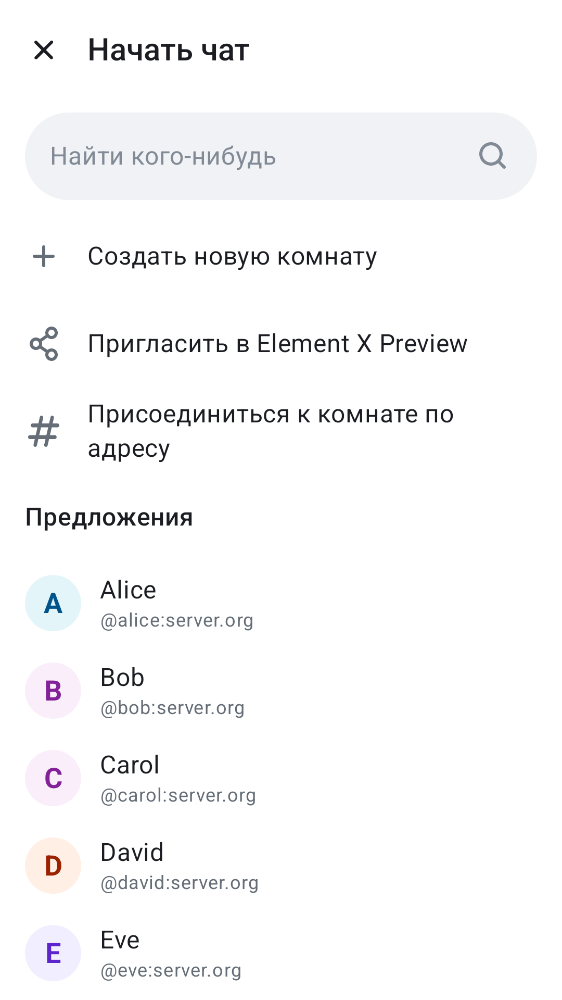 Начать чат
Найти кого-нибудь
Создать новую комнату
Пригласить в Element X Preview
Присоединиться к комнате по
адресу
Предложения
A
Alice
@alice:server.org
B
Bob
@bob:server.org
C
Carol
@carol:server.org
D
David
@david:server.org
E
Eve
@eve:server.org